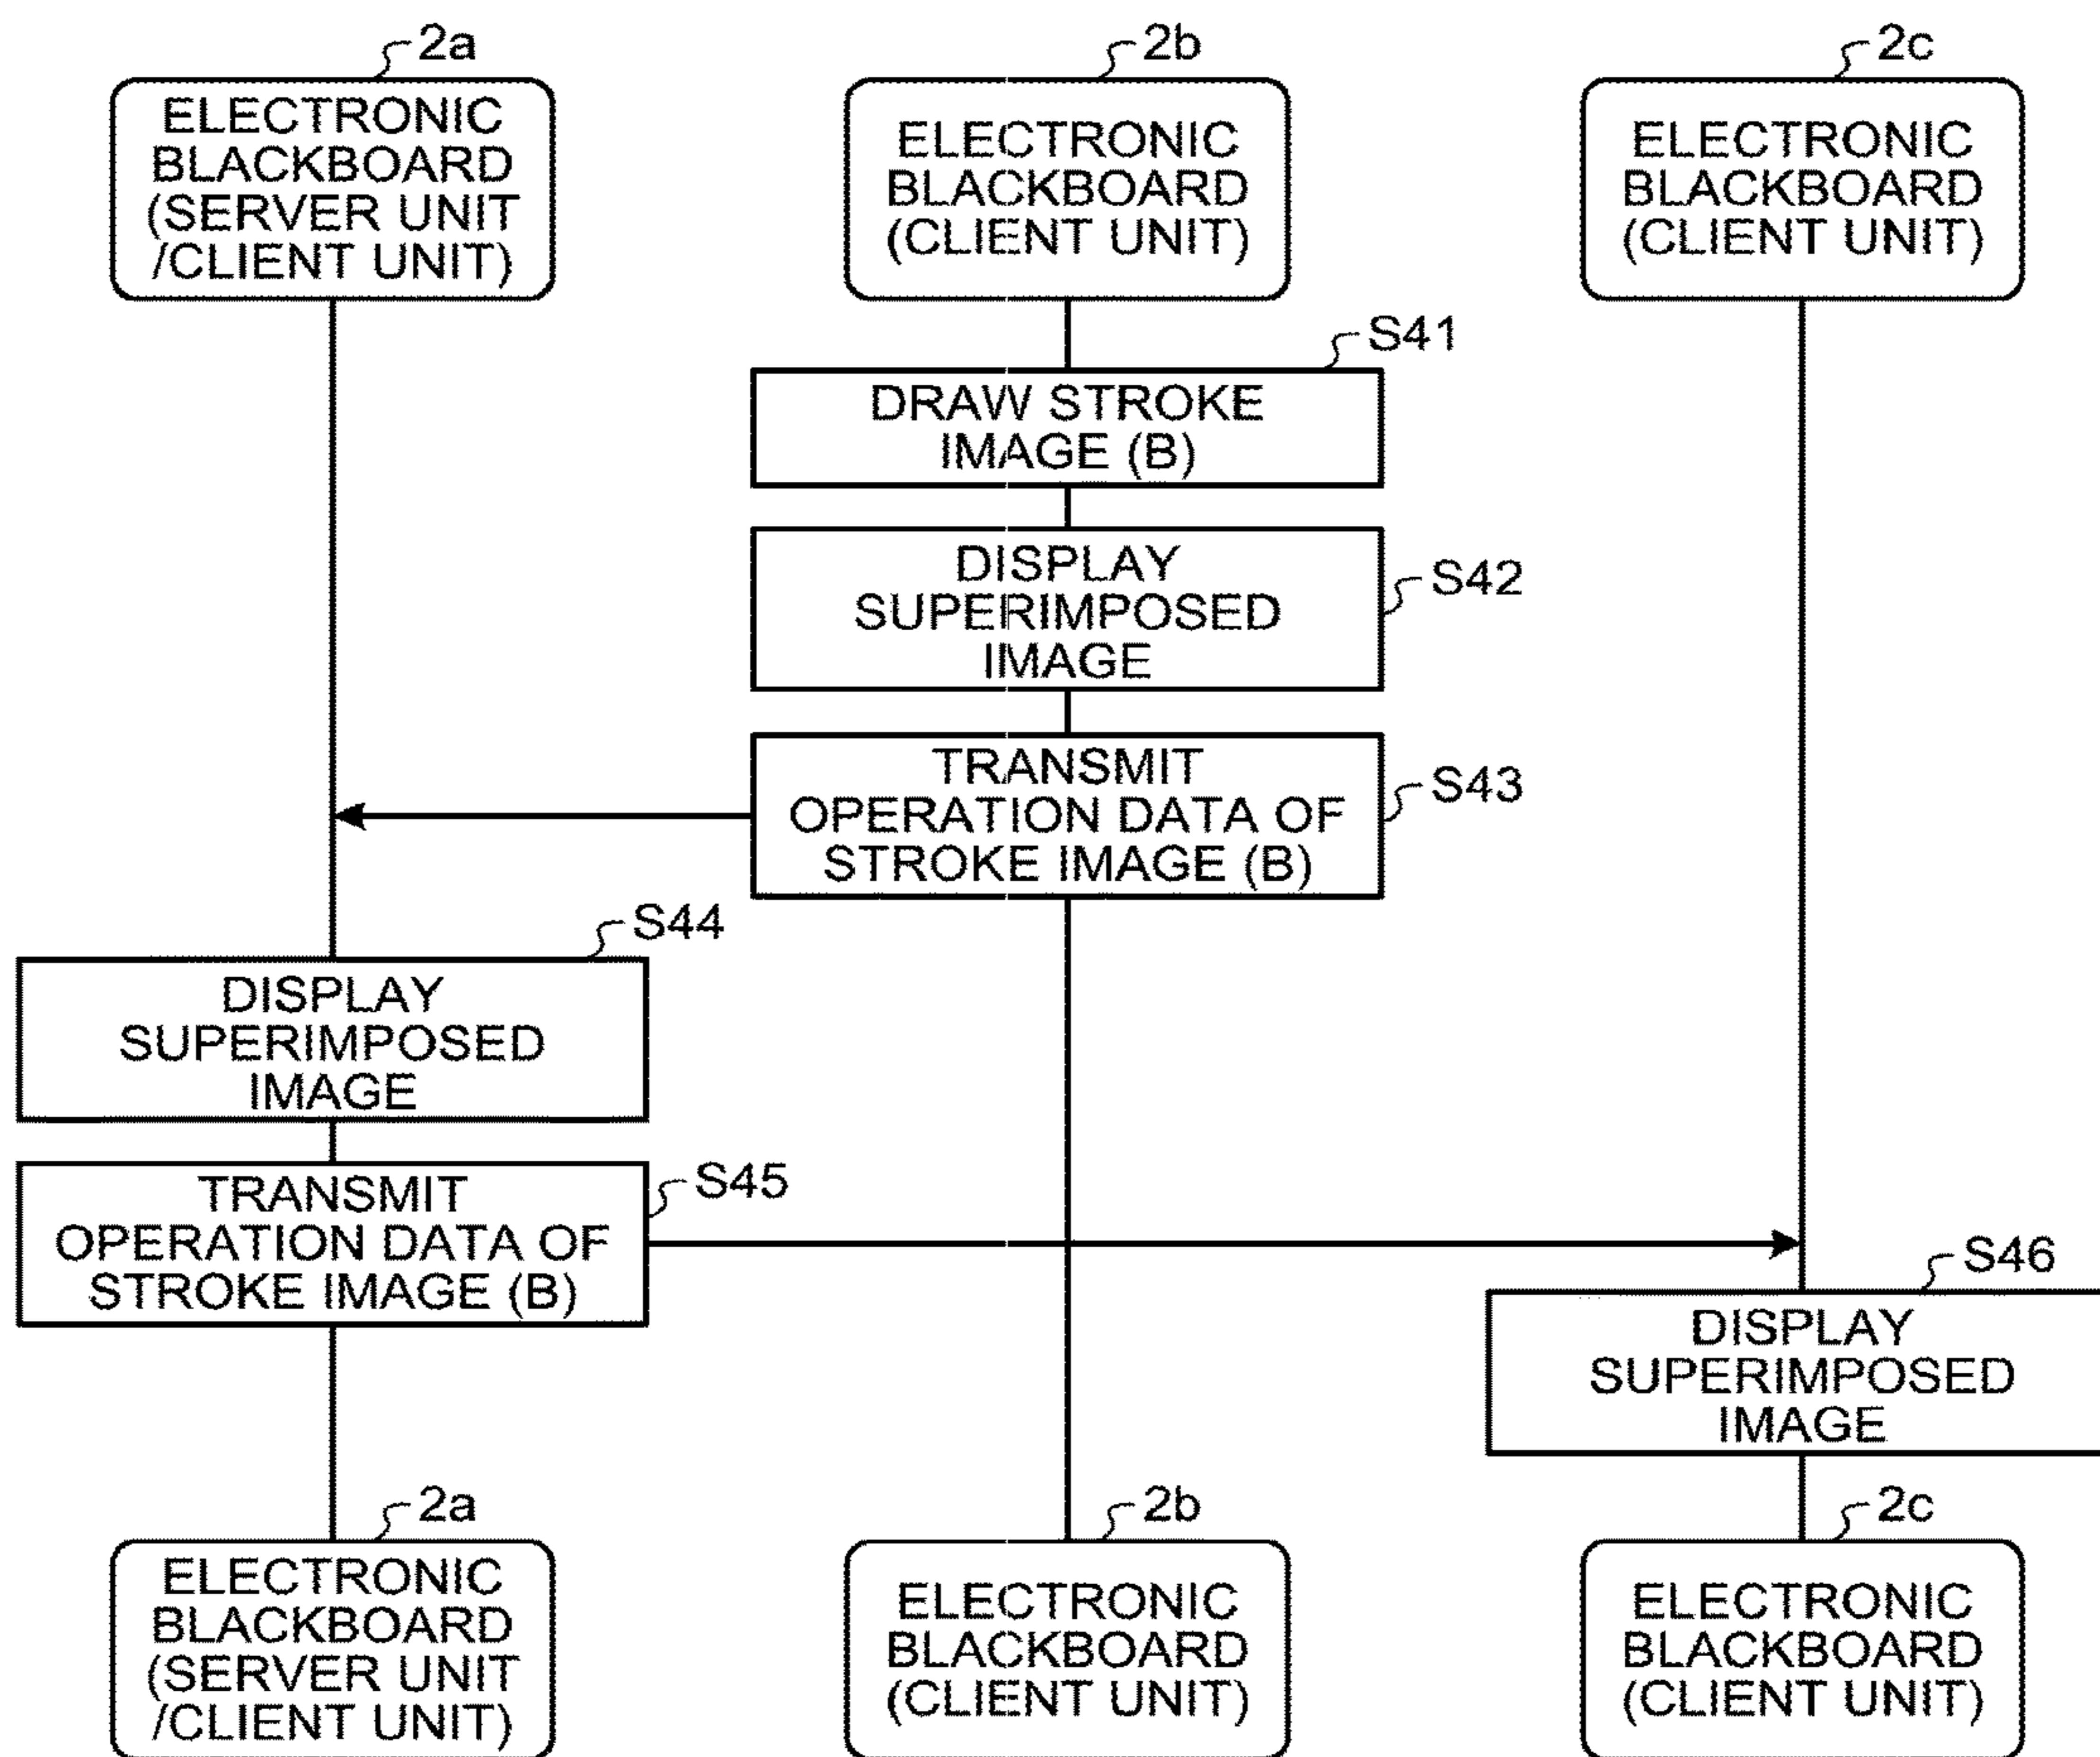 2a
ELECTRONIC
BLACKBOARD
(SERVER UNIT
/CLIENT UNIT)
2b
ELECTRONIC
BLACKBOARD
(CLIENT UNIT)
2c
ELECTRONIC
BLACKBOARD
(CLIENT UNIT)
S41
DRAW STROKE
IMAGE (B)
S42
DISPLAY
SUPERIMPOSED
IMAGE
S43
TRANSMIT
OPERATION DATA OF
STROKE IMAGE (B)
S44
DISPLAY
SUPERIMPOSED
IMAGE
S45
TRANSMIT
OPERATION DATA OF
STROKE IMAGE (B)
S46
DISPLAY
SUPERIMPOSED
IMAGE
2a
ELECTRONIC
BLACKBOARD
(SERVER UNIT
/CLIENT UNIT)
2b
ELECTRONIC
BLACKBOARD
(CLIENT UNIT)
2c
ELECTRONIC
BLACKBOARD
(CLIENT UNIT)